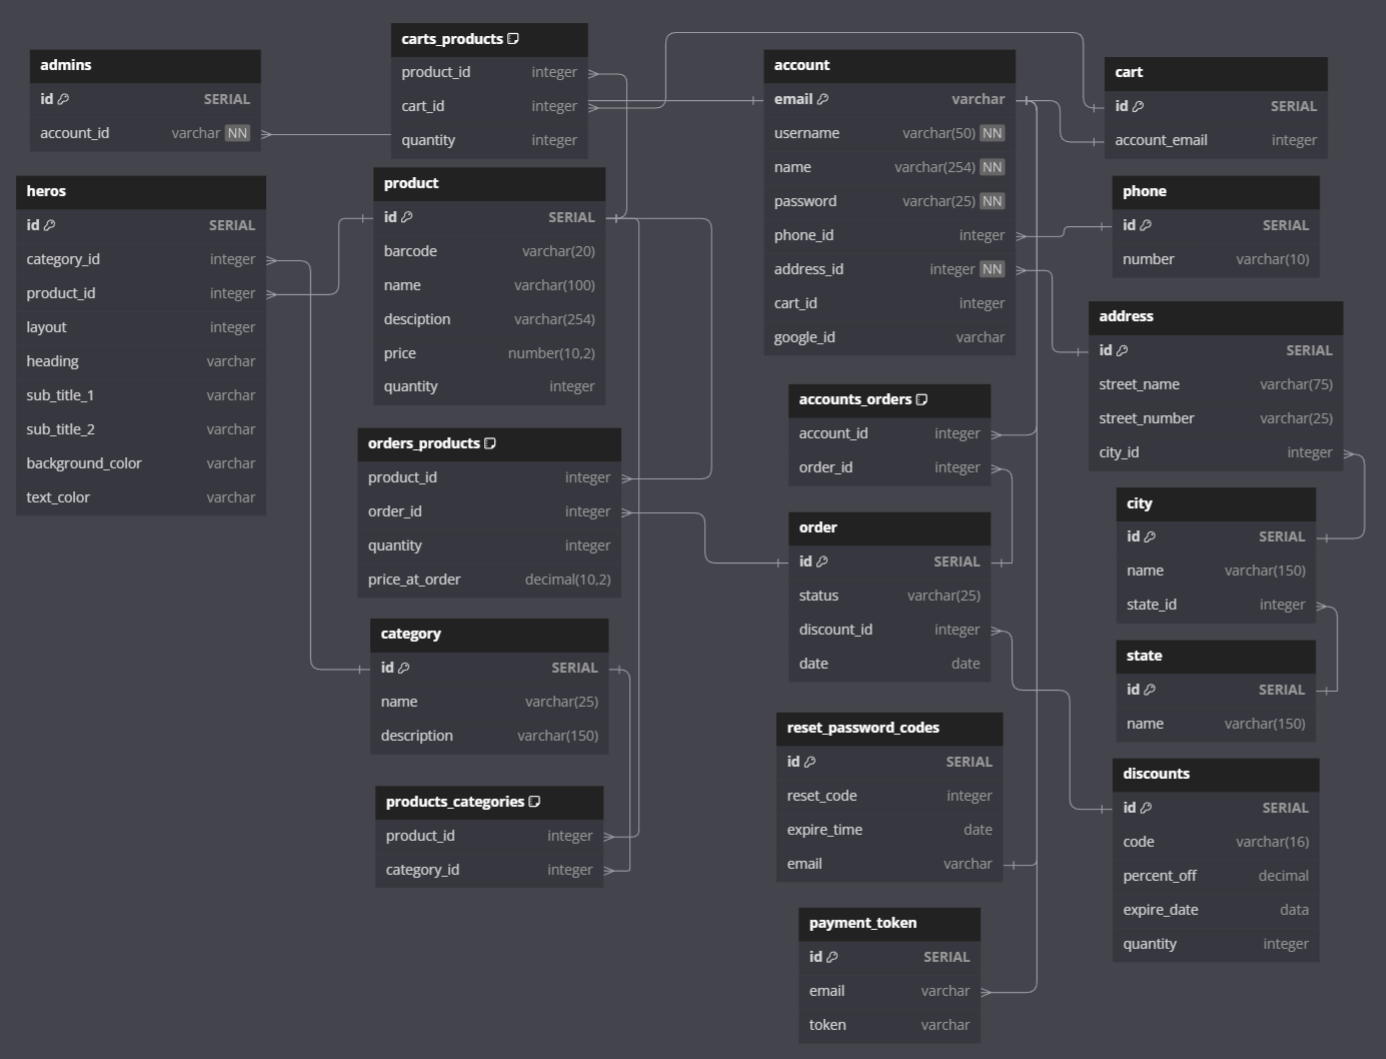 admins
id SERIAL
account_id varchar NN
heros
id SERIAL
category_id integer
product_id integer
layout integer
heading varchar
sub_title_1 varchar
sub_title_2 varchar
background_color varchar
text_color varchar
carts_products
product_id integer
cart_id integer
quantity integer
product
id SERIAL
barcode varchar(20)
name varchar(100)
desciption varchar(254)
price number(10,2)
quantity integer
orders_products
product_id integer
order_id integer
quantity integer
price_at_order decimal(10,2)
category
id SERIAL
name varchar(25)
description varchar(150)
products_categories
product_id integer
category_id integer
account
email varchar
username varchar(50) NN
name varchar(254) NN
password varchar(25) NN
phone_id integer
address_id integer NN
cart_id integer
google_id varchar
accounts_orders
account_id integer
order_id integer
order
id SERIAL
status varchar(25)
discount_id integer
date date
reset_password_codes
id SERIAL
reset_code integer
expire_time date
email varchar
payment_token
id SERIAL
email varchar
token varchar
cart
id SERIAL
account_email integer
phone
id SERIAL
number varchar(10)
address
id SERIAL
street_name varchar(75)
street_number varchar(25)
city_id integer
city
id SERIAL
name varchar(150)
state_id integer
state
id SERIAL
name varchar(150)
discounts
id SERIAL
code varchar(16)
percent_off decimal
expire_date data
quantity integer